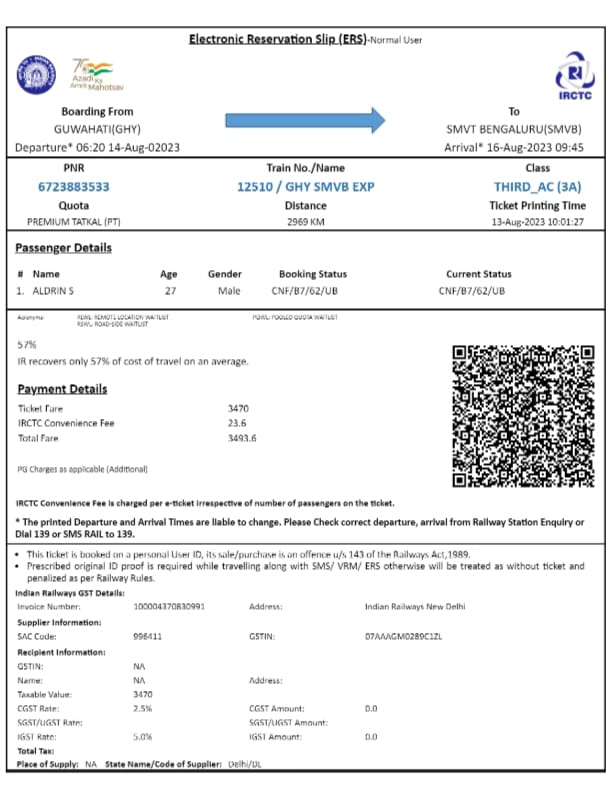 Electronic Reservation Slip (ERS)-Normal User
Azadi Ka
Amrit Mahotsav
IRCTC
Boarding From
To
GUWAHATI(GHY)
SMVT BENGALURU(SMVB)
Departure* 06:20 14-Aug-02023
Arrival* 16-Aug-2023 09:45
PNR Train No./Name Class
6723883533 12510 / GHY SMVB EXP THIRD_AC (3A)
Quota Distance Ticket Printing Time
PREMIUM TATKAL (PT) 2969 KM 13-Aug-2023 10:01:27
Passenger Details
# Name Age Gender Booking Status Current Status
1. ALDRIN S 27 Male CNF/B7/62/UB CNF/B7/62/UB
RLWL: REMOTE LOCATION WAITLIST PQWL: POOLED QUOTA WAITLIST
RSWL: ROAD-SIDE WAITLIST
57%
IR recovers only 57% of cost of travel on an average.
Payment Details
Ticket Fare 3470
IRCTC Convenience Fee 23.6
Total Fare 3493.6
PG Charges as applicable (Additional)
IRCTC Convenience Fee is charged per e-ticket irrespective of number of passengers on the ticket.
* The printed Departure and Arrival Times are liable to change. Please Check correct departure, arrival from Railway Station Enquiry or
Dial 139 or SMS RAIL to 139.
• This ticket is booked on a personal User ID, its sale/purchase is an offence u/s 143 of the Railways Act,1989.
• Prescribed original ID proof is required while travelling along with SMS/ VRM/ ERS otherwise will be treated as without ticket and
penalized as per Railway Rules.
Indian Railways GST Details:
Invoice Number: 100004370830991 Address: Indian Railways New Delhi
Supplier Information:
SAC Code: 996411 GSTIN: 07AAAGM0289C1ZL
Recipient Information:
GSTIN: NA
Name: NA Address:
Taxable Value: 3470
CGST Rate: 2.5% CGST Amount: 0.0
SGST/UGST Rate: SGST/UGST Amount:
IGST Rate: 5.0% IGST Amount: 0.0
Total Tax:
Place of Supply: NA State Name/Code of Supplier: Delhi/DL